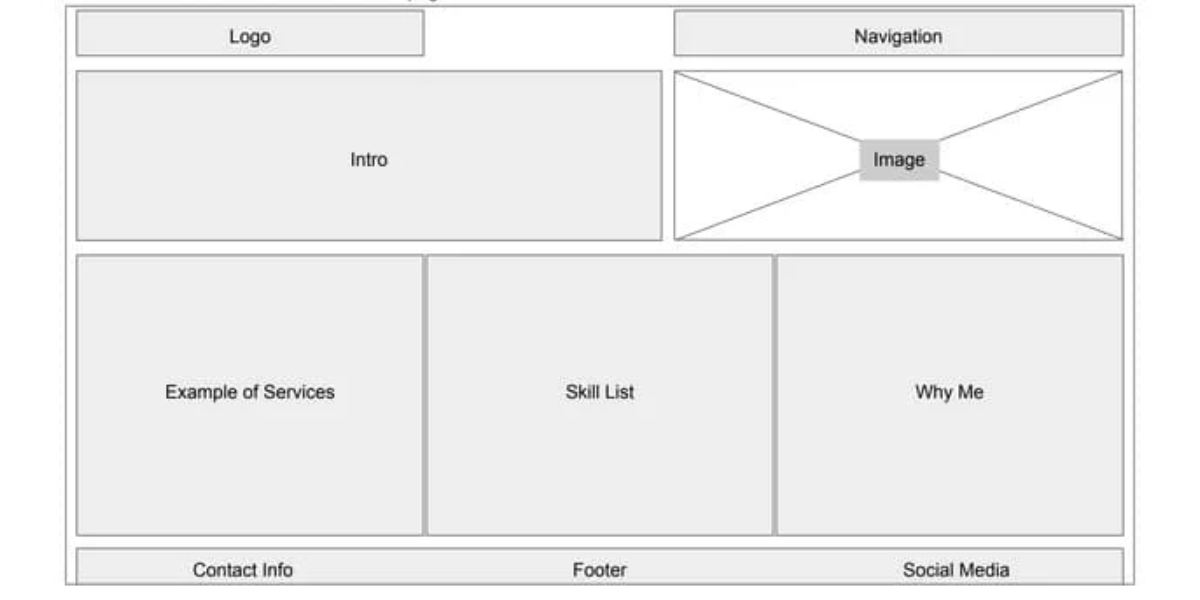 Logo
Navigation
Intro
Image
Example of Services
Skill List
Why Me
Contact Info
Footer
Social Media